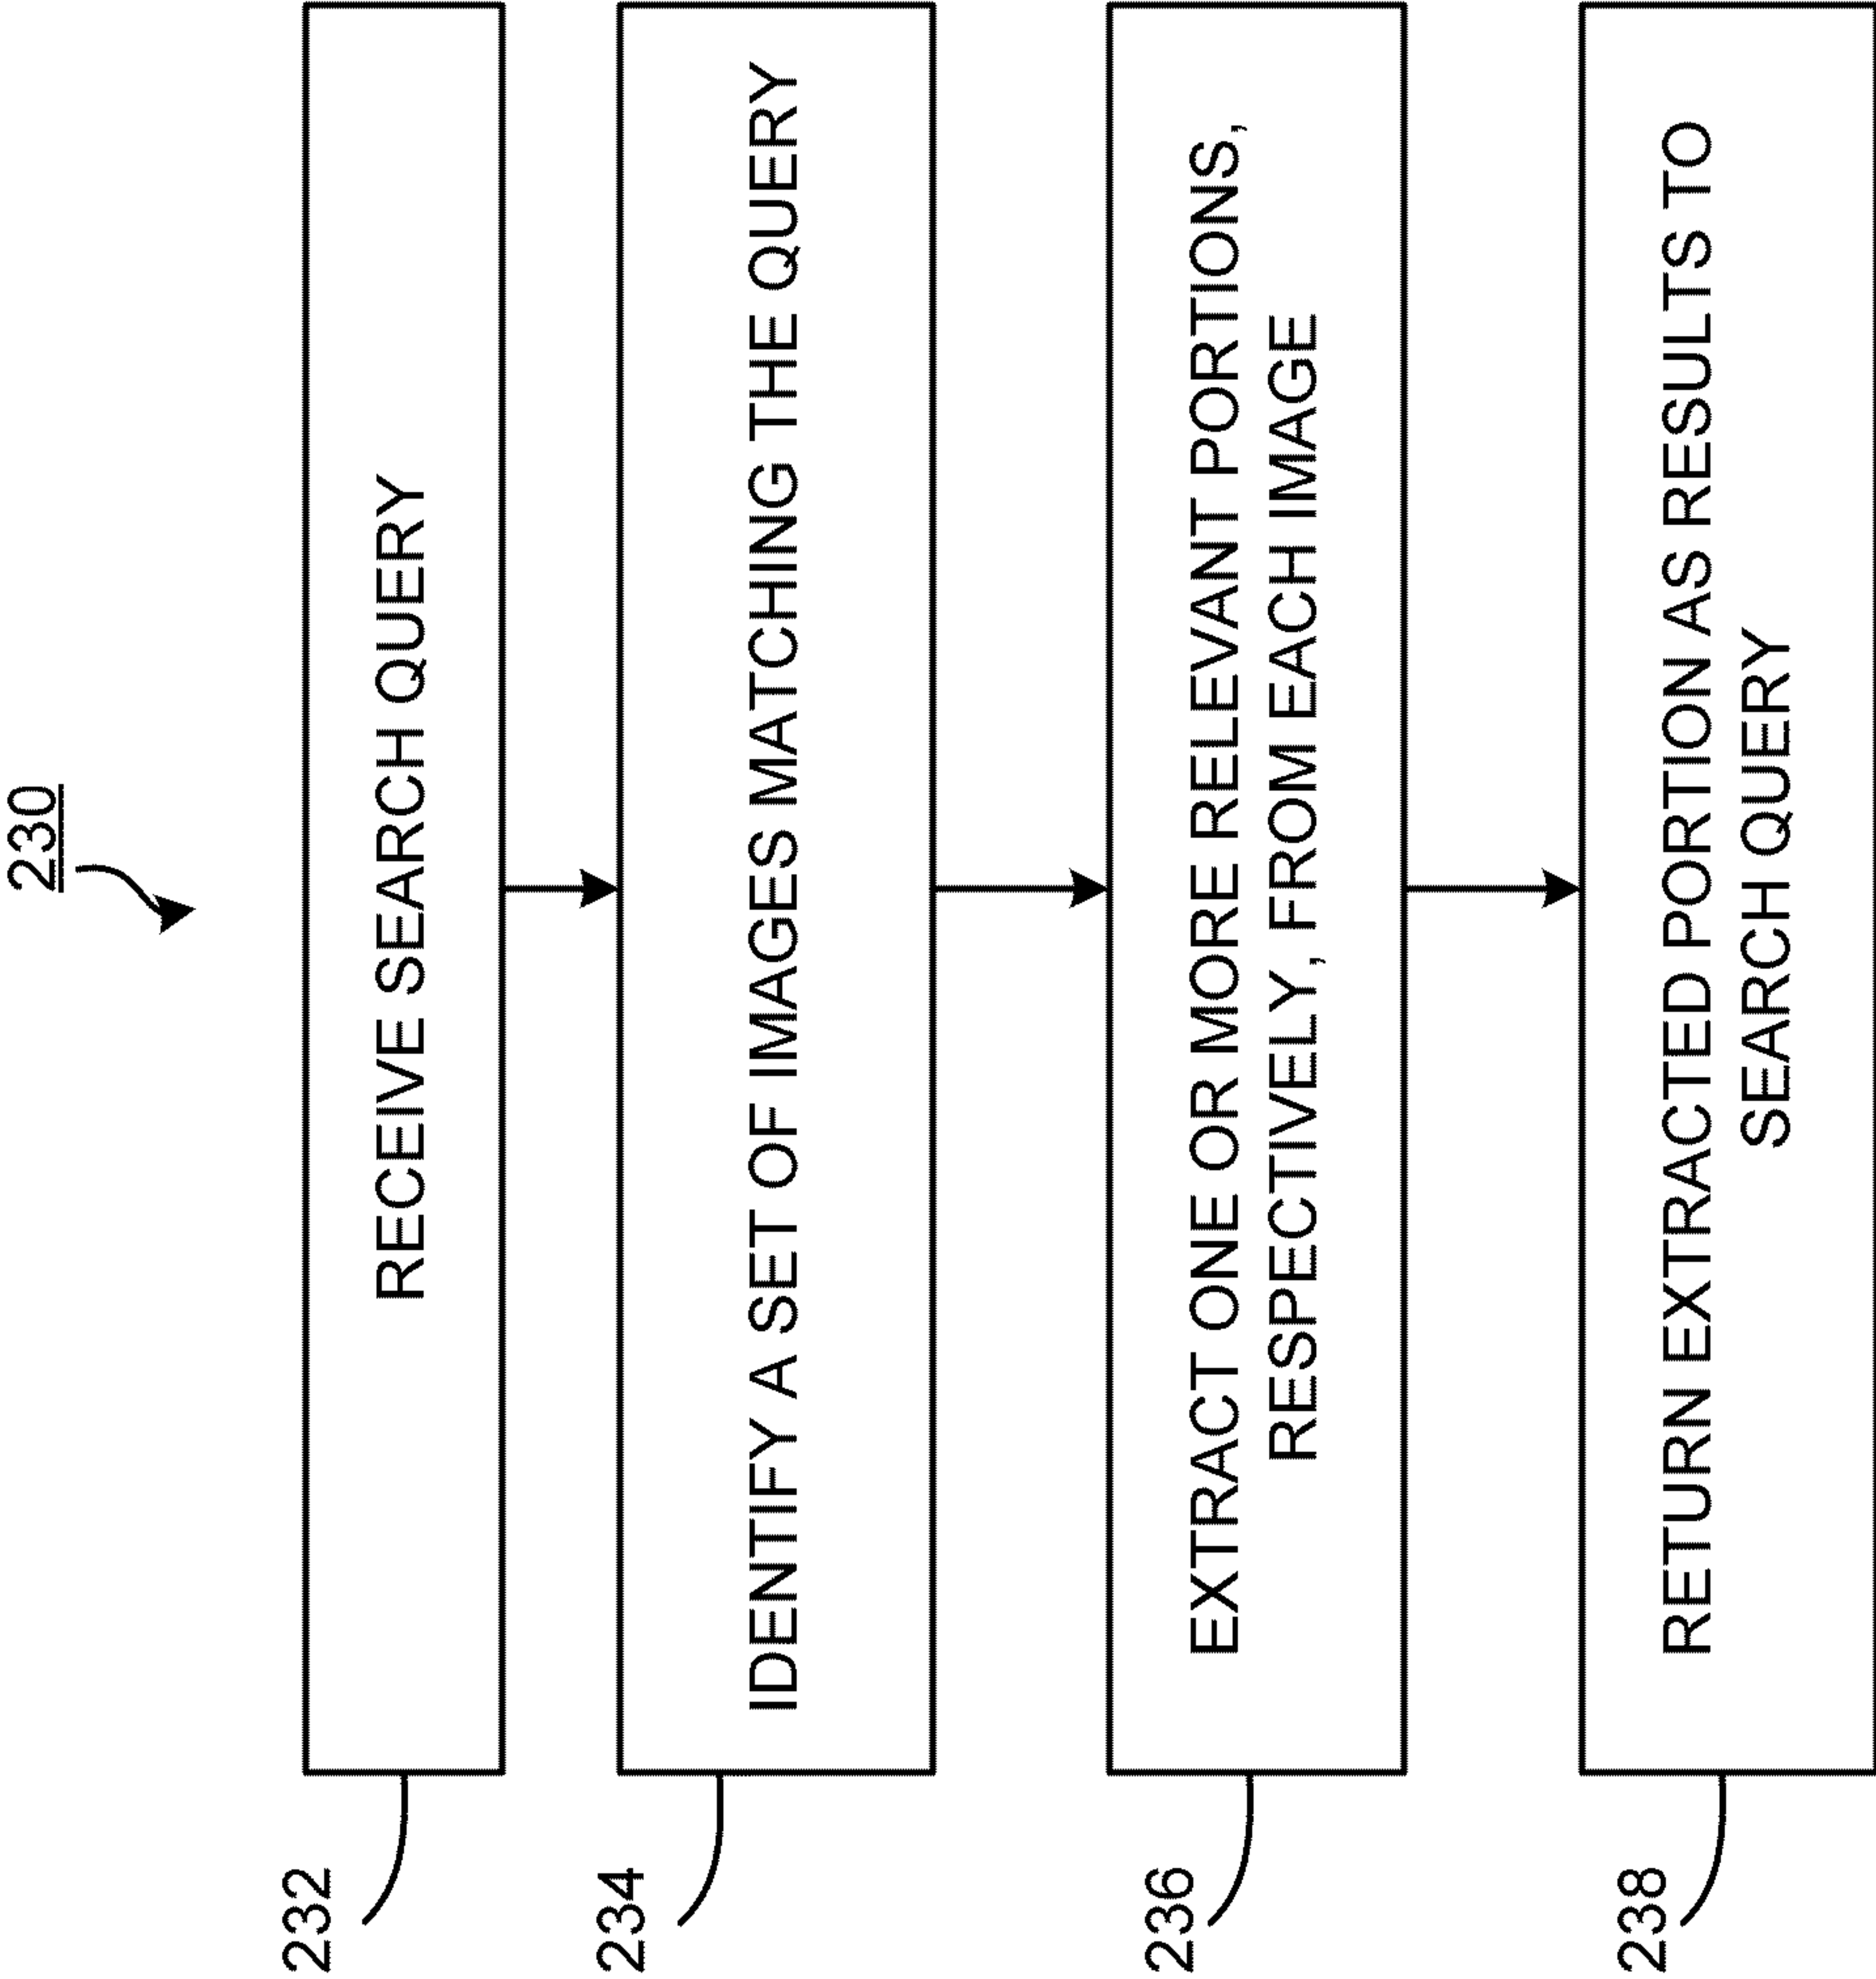 230
232
RECEIVE SEARCH QUERY
234
IDENTIFY A SET OF IMAGES MATCHING THE QUERY
236
EXTRACT ONE OR MORE RELEVANT PORTIONS,
RESPECTIVELY, FROM EACH IMAGE
238
RETURN EXTRACTED PORTION AS RESULTS TO
SEARCH QUERY